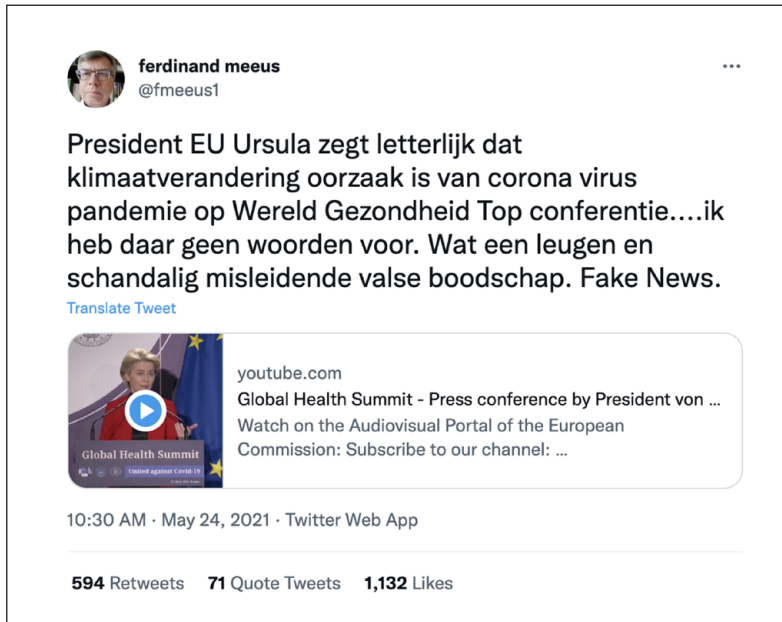 ferdinand meeus
@fmeeus1
President EU Ursula zegt letterlijk dat
klimaatverandering oorzaak is van corona virus
pandemie op Wereld Gezondheid Top conferentie....ik
heb daar geen woorden voor. Wat een leugen en
schandalig misleidende valse boodschap. Fake News.
Translate Tweet
youtube.com
Global Health Summit - Press conference by President von ...
Watch on the Audiovisual Portal of the European
Commission: Subscribe to our channel: ...
Global Health Summit
United against Covid-19
10:30 AM · May 24, 2021 · Twitter Web App
594 Retweets 71 Quote Tweets 1,132 Likes